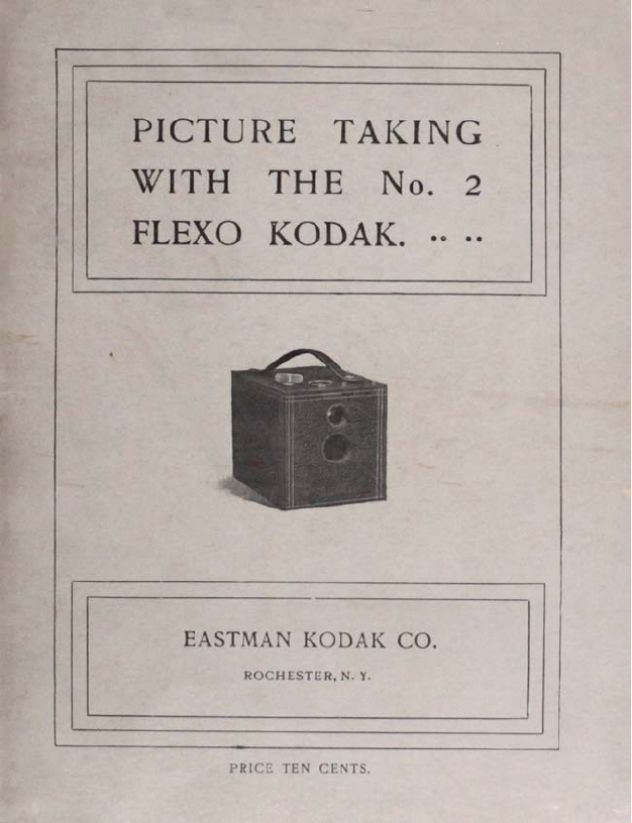 PICTURE TAKING
WITH THE No. 2
FLEXO KODAK. .. ..
EASTMAN KODAK CO.
ROCHESTER, N. Y.
PRICE TEN CENTS.